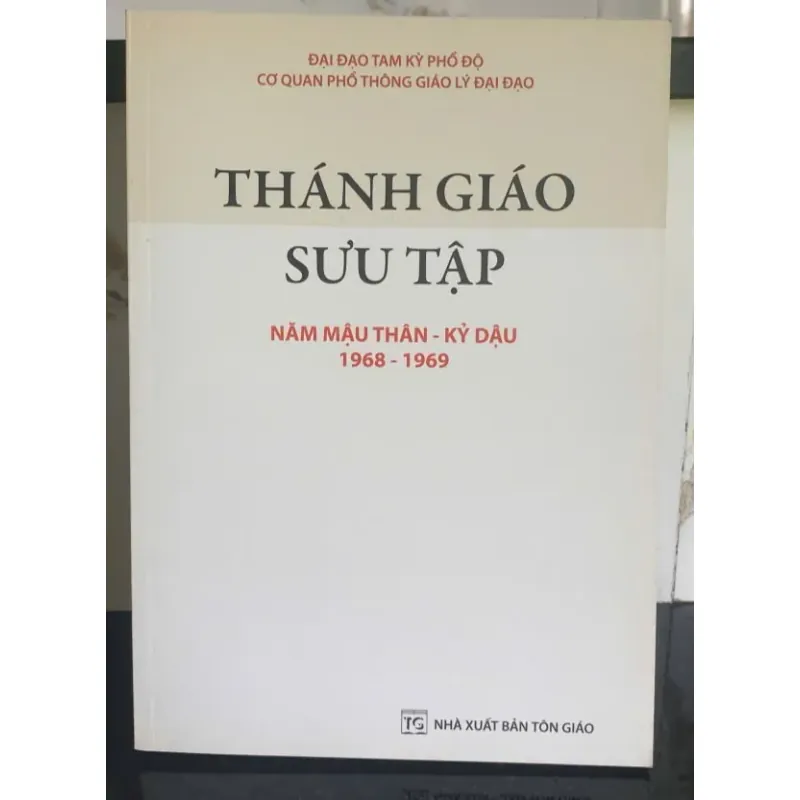 ĐẠI ĐẠO TAM KỲ PHỔ ĐỘ
CƠ QUAN PHỔ THÔNG GIÁO LÝ ĐẠI ĐẠO
THÁNH GIÁO
SƯU TẬP
NĂM MẬU THÂN - KỶ DẬU
1968 - 1969
TG NHÀ XUẤT BẢN TÔN GIÁO